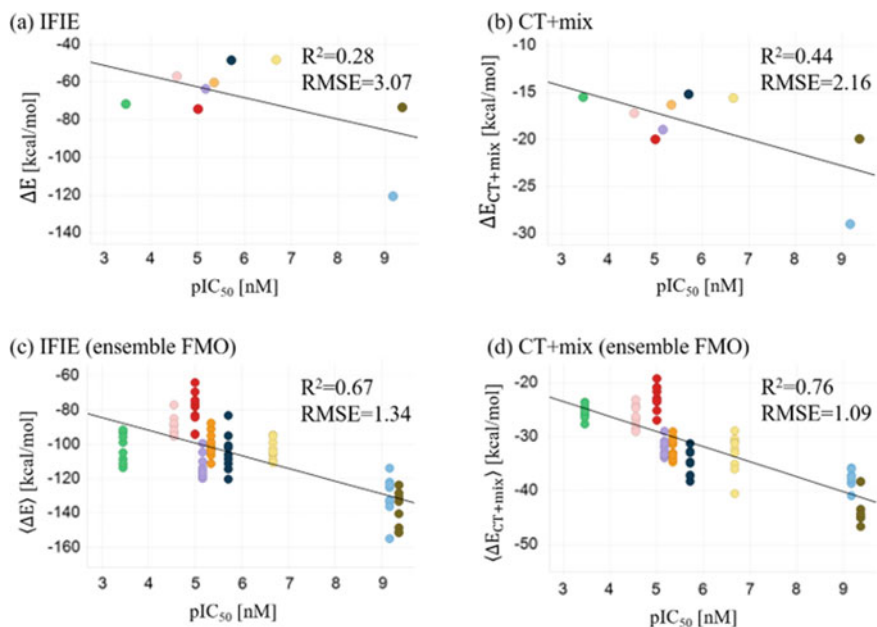 (a) IFIE
R²=0.28
RMSE=3.07
ΔE [kcal/mol]
-40
-60
-80
-100
-120
-140
3 4 5 6 7 8 9
pIC₅₀ [nM]
(b) CT+mix
R²=0.44
RMSE=2.16
ΔE_CT+mix [kcal/mol]
-10
-15
-20
-25
-30
3 4 5 6 7 8 9
pIC₅₀ [nM]
(c) IFIE (ensemble FMO)
R²=0.67
RMSE=1.34
⟨ΔE⟩ [kcal/mol]
-60
-80
-100
-120
-140
-160
3 4 5 6 7 8 9
pIC₅₀ [nM]
(d) CT+mix (ensemble FMO)
R²=0.76
RMSE=1.09
⟨ΔE_CT+mix⟩ [kcal/mol]
-20
-30
-40
-50
3 4 5 6 7 8 9
pIC₅₀ [nM]